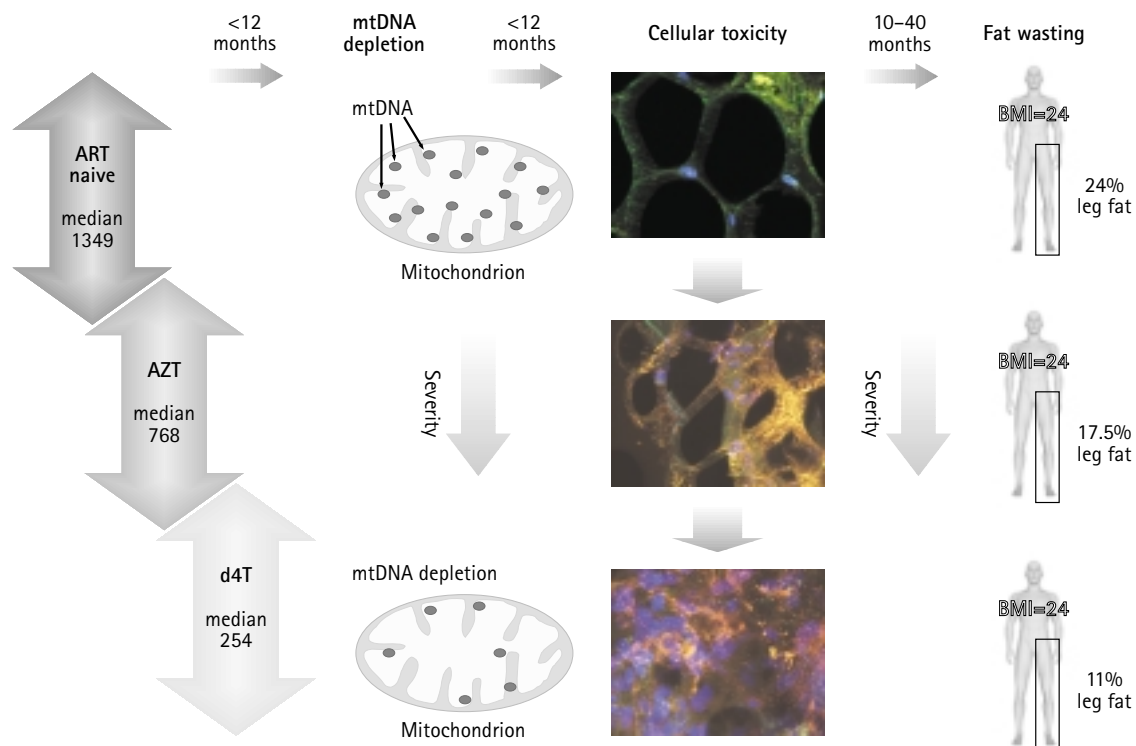 <12
months
mtDNA
depletion
<12
months
Cellular toxicity
10–40
months
Fat wasting
ART
naive
median
1349
mtDNA
Mitochondrion
BMI=24
24%
leg fat
AZT
median
768
Severity
Severity
BMI=24
17.5%
leg fat
d4T
median
254
mtDNA depletion
Mitochondrion
BMI=24
11%
leg fat